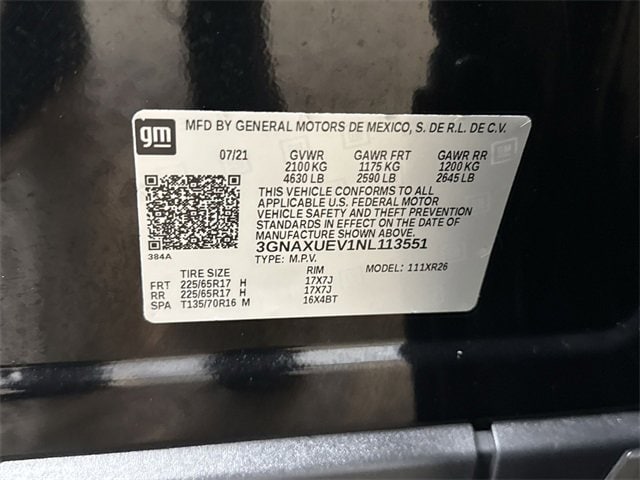 gm
MFD BY GENERAL MOTORS DE MEXICO, S. DE R.L. DE C.V.
07/21 GVWR GAWR FRT GAWR RR
2100 KG 1175 KG 1200 KG
4630 LB 2590 LB 2645 LB
THIS VEHICLE CONFORMS TO ALL
APPLICABLE U.S. FEDERAL MOTOR
VEHICLE SAFETY AND THEFT PREVENTION
STANDARDS IN EFFECT ON THE DATE OF
MANUFACTURE SHOWN ABOVE.
3GNAXUEV1NL113551
384A TYPE: M.P.V. MODEL: 111XR26
TIRE SIZE RIM
FRT 225/65R17 H 17X7J
RR 225/65R17 H 17X7J
SPA T135/70R16 M 16X4BT